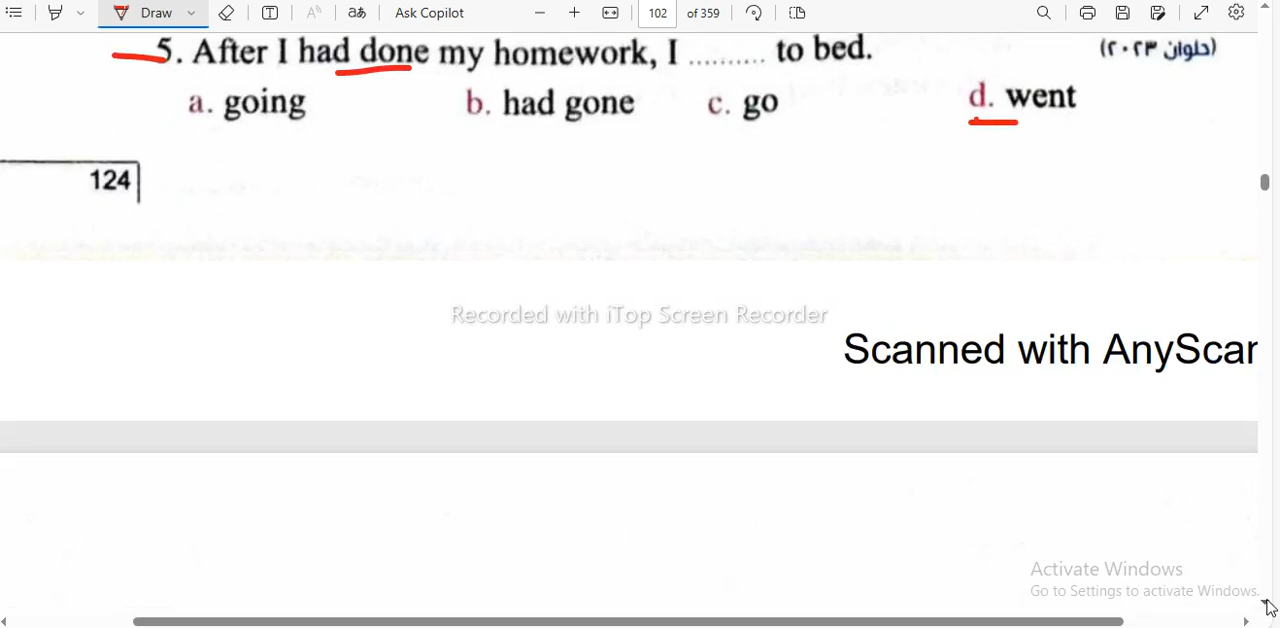 Draw
Ask Copilot
102 of 359
5. After I had done my homework, I .......... to bed. (حلوان ٢٠٢٣)
a. going b. had gone c. go d. went
124
Recorded with iTop Screen Recorder
Scanned with AnyScan
Activate Windows
Go to Settings to activate Windows.